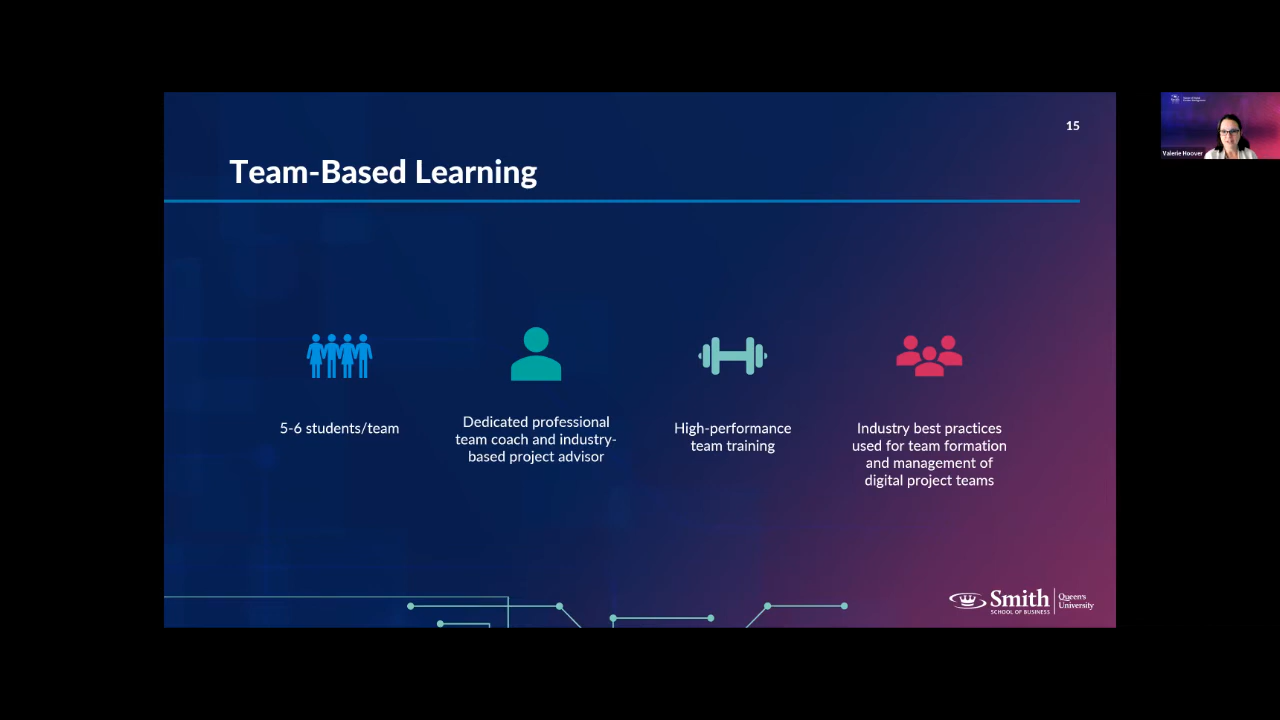 15
Team-Based Learning
5-6 students/team
Dedicated professional
team coach and industry-
based project advisor
High-performance
team training
Industry best practices
used for team formation
and management of
digital project teams
Smith
SCHOOL OF BUSINESS
Queen's
University
Valerie Hoover